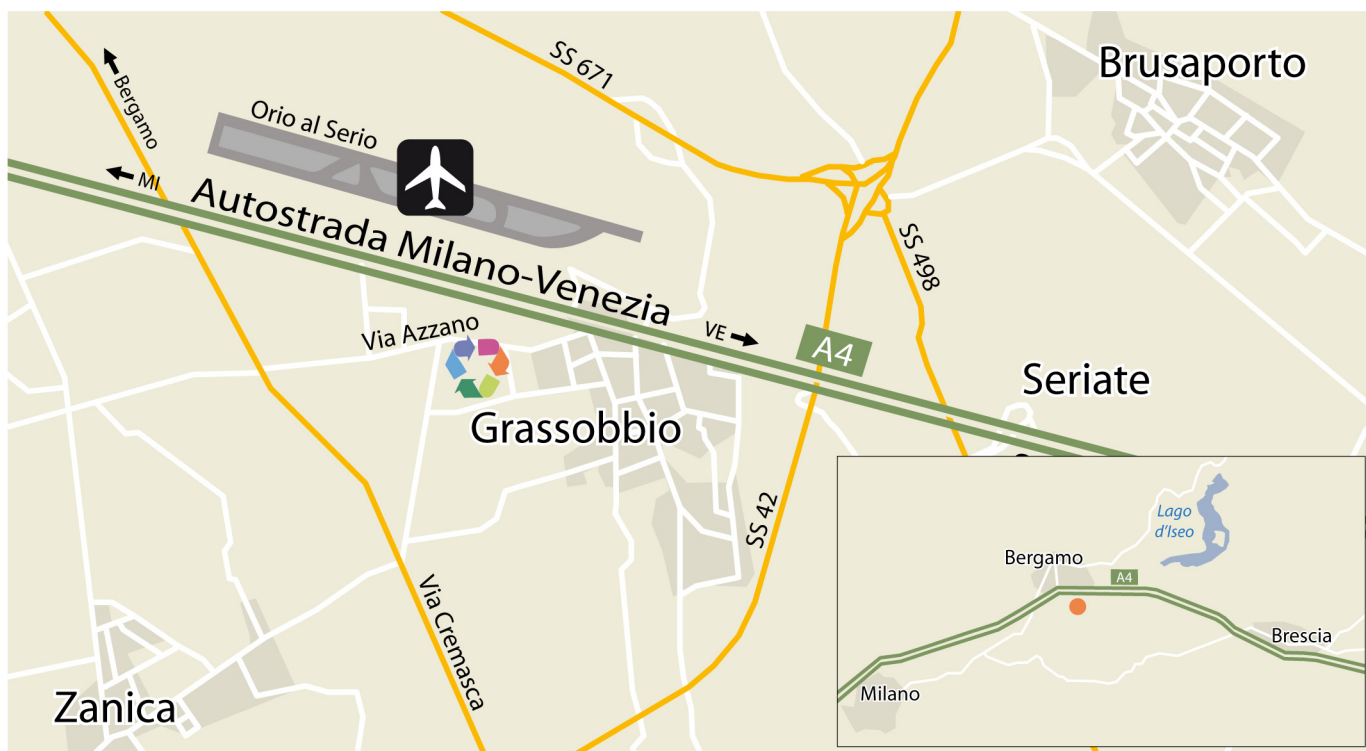 SS 671
Brusaporto
Bergamo
Orio al Serio
MI
Autostrada Milano-Venezia
SS 498
Via Azzano
VE
A4
Seriate
Grassobbio
SS 42
Via Cremasca
Zanica
Lago
d'Iseo
Bergamo
A4
Brescia
Milano